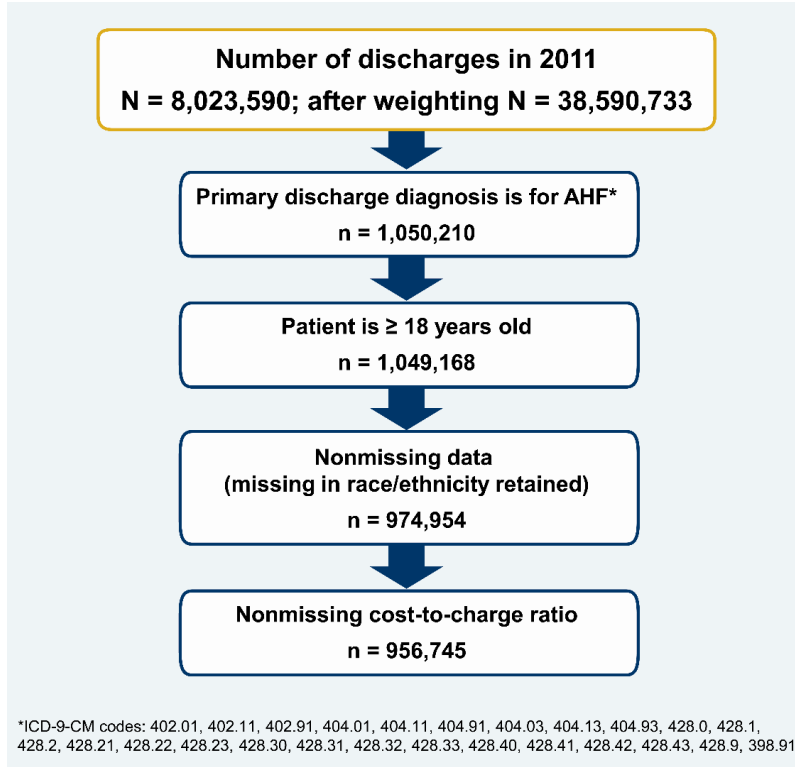 Number of discharges in 2011
N = 8,023,590; after weighting N = 38,590,733
Primary discharge diagnosis is for AHF*
n = 1,050,210
Patient is ≥ 18 years old
n = 1,049,168
Nonmissing data
(missing in race/ethnicity retained)
n = 974,954
Nonmissing cost-to-charge ratio
n = 956,745
*ICD-9-CM codes: 402.01, 402.11, 402.91, 404.01, 404.11, 404.91, 404.03, 404.13, 404.93, 428.0, 428.1,
428.2, 428.21, 428.22, 428.23, 428.30, 428.31, 428.32, 428.33, 428.40, 428.41, 428.42, 428.43, 428.9, 398.91